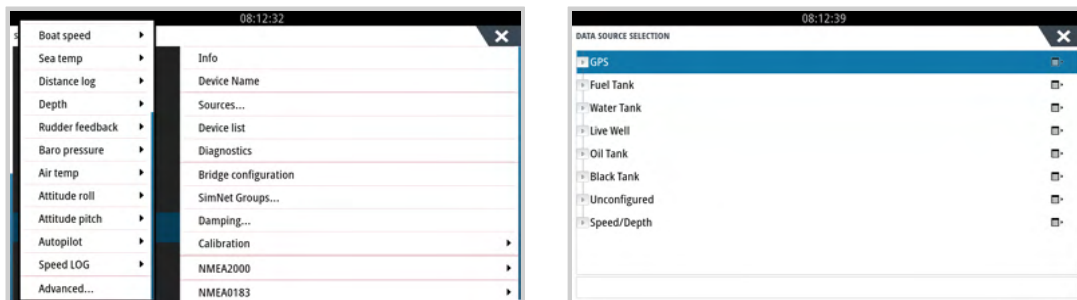 08:12:32
S
Boat speed
Sea temp
Distance log
Depth
Rudder feedback
Baro pressure
Air temp
Attitude roll
Attitude pitch
Autopilot
Speed LOG
Advanced...
Info
Device Name
Sources...
Device list
Diagnostics
Bridge configuration
SimNet Groups...
Damping...
Calibration
NMEA2000
NMEA0183
08:12:39
DATA SOURCE SELECTION
GPS
Fuel Tank
Water Tank
Live Well
Oil Tank
Black Tank
Unconfigured
Speed/Depth